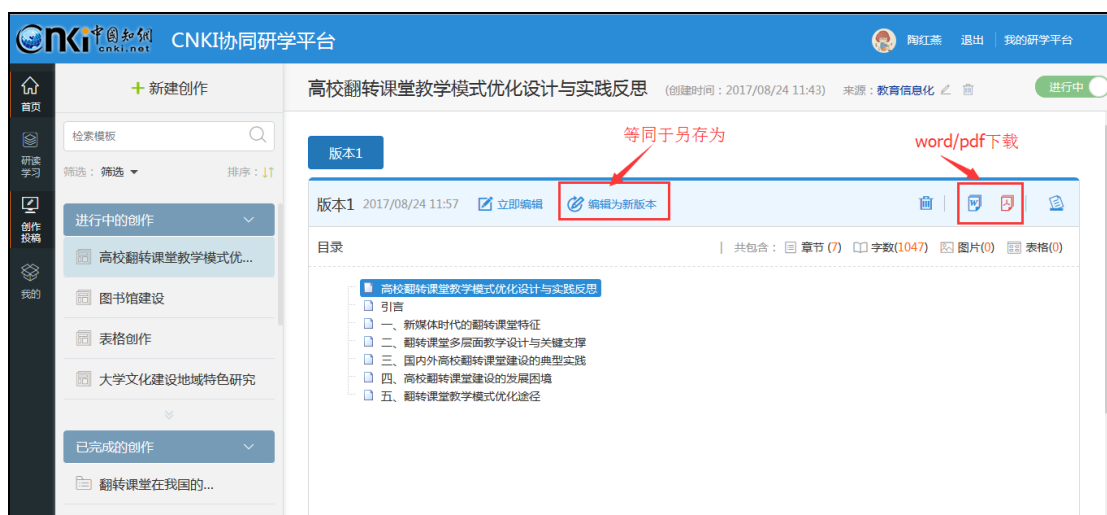 CNKi中国知网 cnki.net CNKI协同研学平台 陶红燕 退出 | 我的研学平台
首页
研读学习
创作投稿
我的
+ 新建创作
检索模板
筛选： 筛选 排序：↓↑
进行中的创作
高校翻转课堂教学模式优...
图书馆建设
表格创作
大学文化建设地域特色研究
已完成的创作
翻转课堂在我国的...
高校翻转课堂教学模式优化设计与实践反思 (创建时间：2017/08/24 11:43) 来源：教育信息化 进行中
等同于另存为 word/pdf下载
版本1
版本1 2017/08/24 11:57 立即编辑 编辑为新版本
目录 | 共包含： 章节 (7) 字数(1047) 图片(0) 表格(0)
高校翻转课堂教学模式优化设计与实践反思
引言
一、新媒体时代的翻转课堂特征
二、翻转课堂多层面教学设计与关键支撑
三、国内外高校翻转课堂建设的典型实践
四、高校翻转课堂建设的发展困境
五、翻转课堂教学模式优化途径